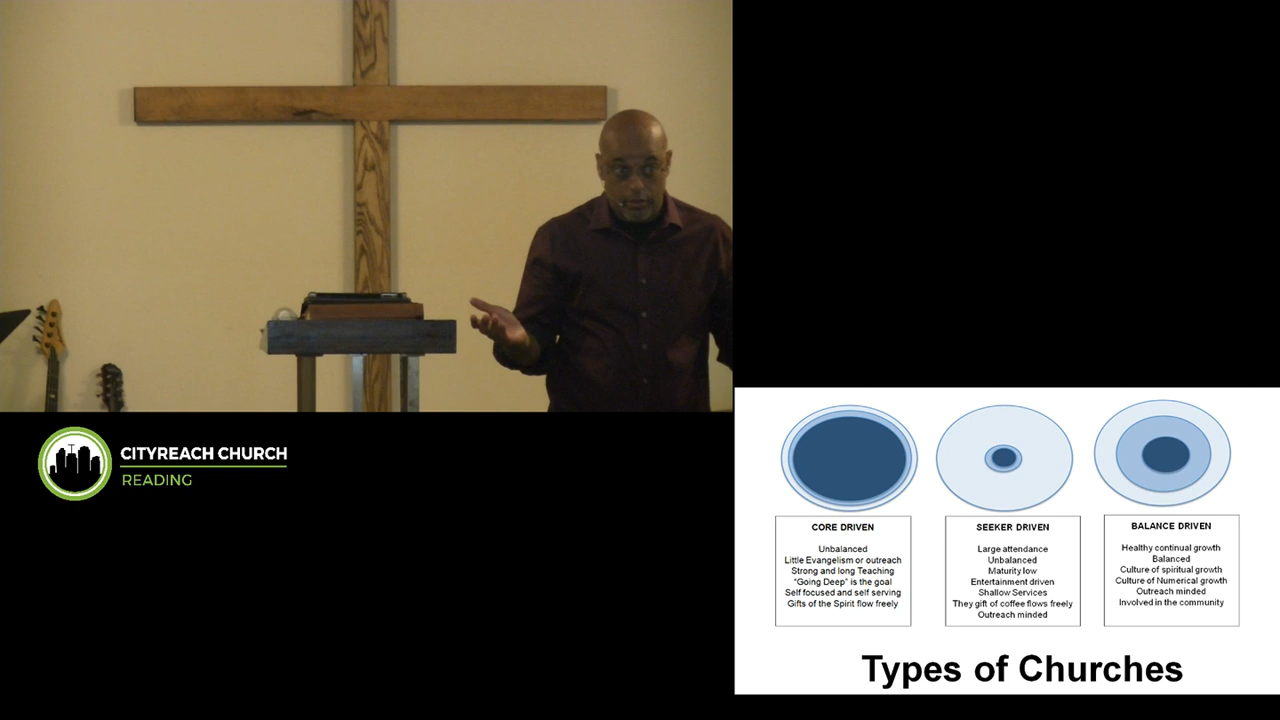 CITYREACH CHURCH
READING
CORE DRIVEN
Unbalanced
Little Evangelism or outreach
Strong and long Teaching
"Going Deep" is the goal
Self focused and self serving
Gifts of the Spirit flow freely
SEEKER DRIVEN
Large attendance
Unbalanced
Maturity low
Entertainment driven
Shallow Services
They gift of coffee flows freely
Outreach minded
BALANCE DRIVEN
Healthy continual growth
Balanced
Culture of spiritual growth
Culture of Numerical growth
Outreach minded
Involved in the community
Types of Churches